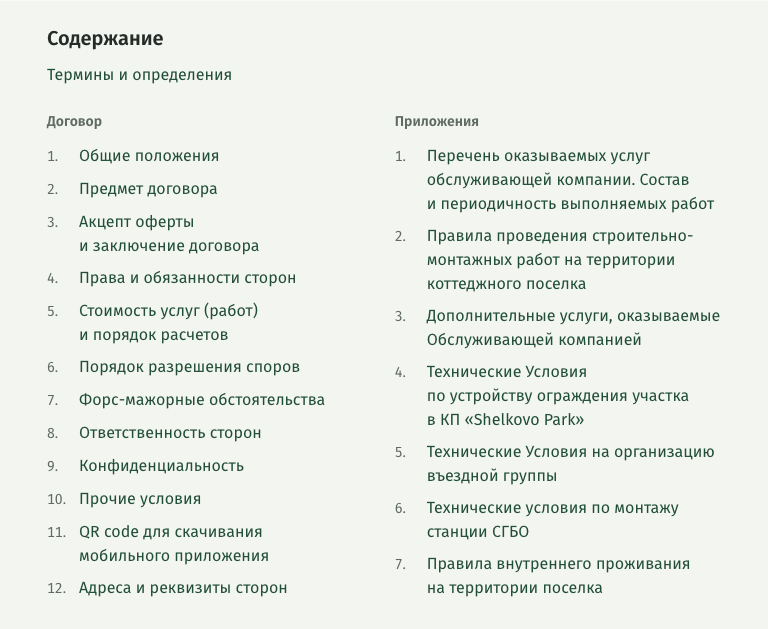 Содержание
Термины и определения
Договор
1. Общие положения
2. Предмет договора
3. Акцепт оферты
и заключение договора
4. Права и обязанности сторон
5. Стоимость услуг (работ)
и порядок расчетов
6. Порядок разрешения споров
7. Форс-мажорные обстоятельства
8. Ответственность сторон
9. Конфиденциальность
10. Прочие условия
11. QR code для скачивания
мобильного приложения
12. Адреса и реквизиты сторон
Приложения
1. Перечень оказываемых услуг
обслуживающей компании. Состав
и периодичность выполняемых работ
2. Правила проведения строительно-
монтажных работ на территории
коттеджного поселка
3. Дополнительные услуги, оказываемые
Обслуживающей компанией
4. Технические Условия
по устройству ограждения участка
в КП «Shelkovo Park»
5. Технические Условия на организацию
въездной группы
6. Технические условия по монтажу
станции СГБО
7. Правила внутреннего проживания
на территории поселка